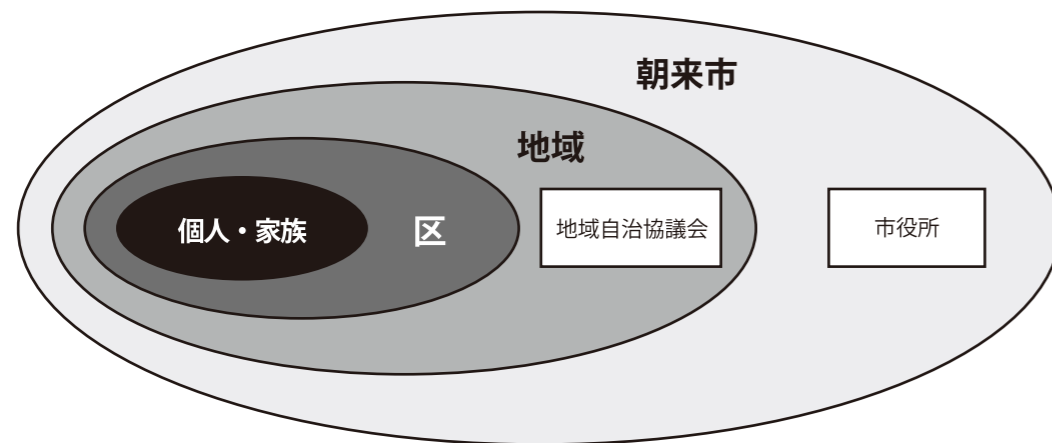 朝来市
地域
個人・家族
区
地域自治協議会
市役所